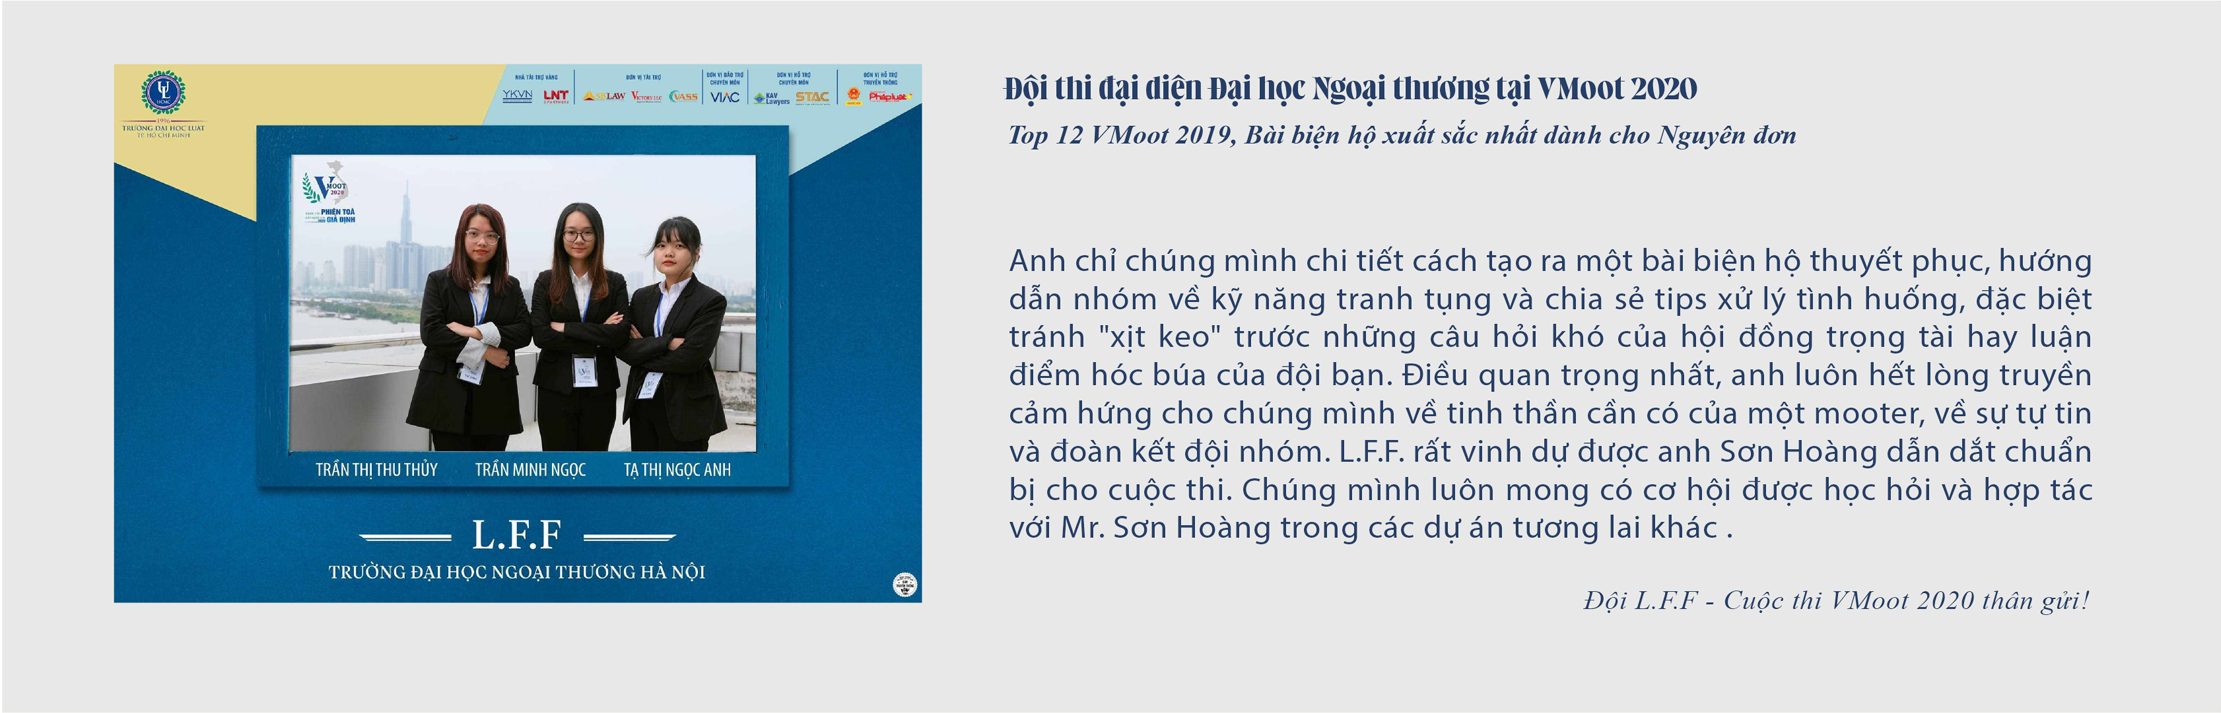 UL
HCMC
1996
TRƯỜNG ĐẠI HỌC LUẬT
TP. HỒ CHÍ MINH
NHÀ TÀI TRỢ VÀNG
ĐƠN VỊ TÀI TRỢ
ĐƠN VỊ BẢO TRỢ
CHUYÊN MÔN
ĐƠN VỊ HỖ TRỢ
CHUYÊN MÔN
ĐƠN VỊ HỖ TRỢ
TRUYỀN THÔNG
YKVN
LNT
LAW
VICTORY LLC
VASS
VIAC
KAV
Lawyers
STAC
Pháp luật
VMOOT
2020
PHIÊN TOÀ
GIẢ ĐỊNH
TRẦN THỊ THU THỦY
TRẦN MINH NGỌC
TẠ THỊ NGỌC ANH
L.F.F
TRƯỜNG ĐẠI HỌC NGOẠI THƯƠNG HÀ NỘI
Đội thi đại diện Đại học Ngoại thương tại VMoot 2020
Top 12 VMoot 2019, Bài biện hộ xuất sắc nhất dành cho Nguyên đơn
Anh chỉ chúng mình chi tiết cách tạo ra một bài biện hộ thuyết phục, hướng
dẫn nhóm về kỹ năng tranh tụng và chia sẻ tips xử lý tình huống, đặc biệt
tránh "xịt keo" trước những câu hỏi khó của hội đồng trọng tài hay luận
điểm hóc búa của đội bạn. Điều quan trọng nhất, anh luôn hết lòng truyền
cảm hứng cho chúng mình về tinh thần cần có của một mooter, về sự tự tin
và đoàn kết đội nhóm. L.F.F. rất vinh dự được anh Sơn Hoàng dẫn dắt chuẩn
bị cho cuộc thi. Chúng mình luôn mong có cơ hội được học hỏi và hợp tác
với Mr. Sơn Hoàng trong các dự án tương lai khác .
Đội L.F.F - Cuộc thi VMoot 2020 thân gửi!